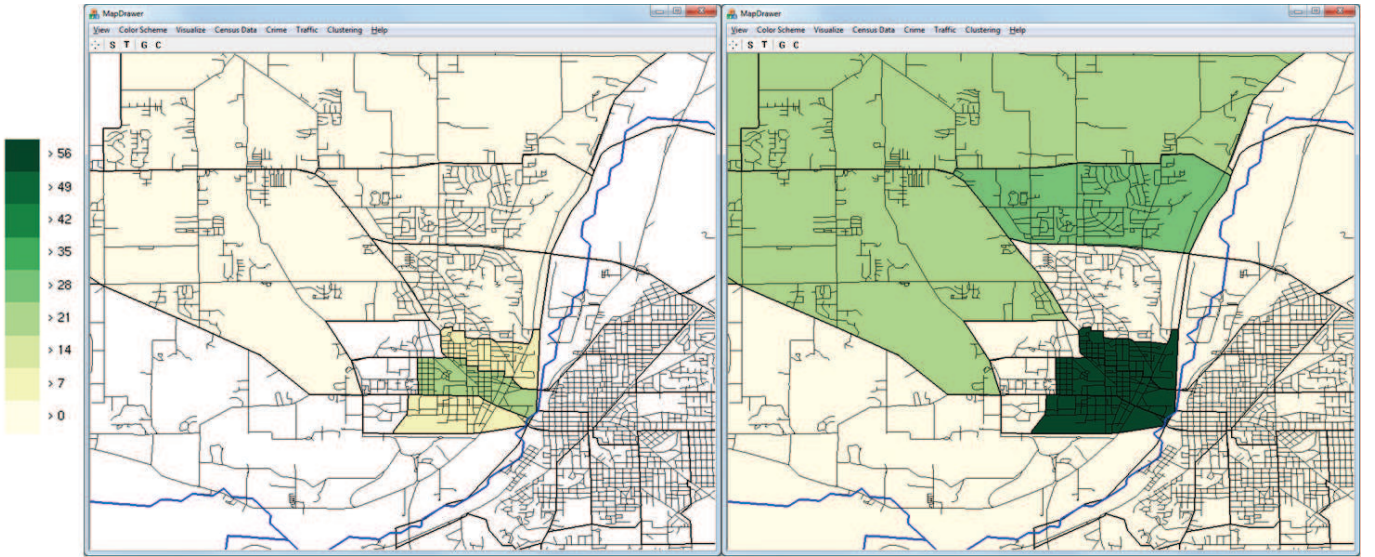 MapDrawer
View Color Scheme Visualize Census Data Crime Traffic Clustering Help
S T G C
MapDrawer
View Color Scheme Visualize Census Data Crime Traffic Clustering Help
S T G C
> 56
> 49
> 42
> 35
> 28
> 21
> 14
> 7
> 0